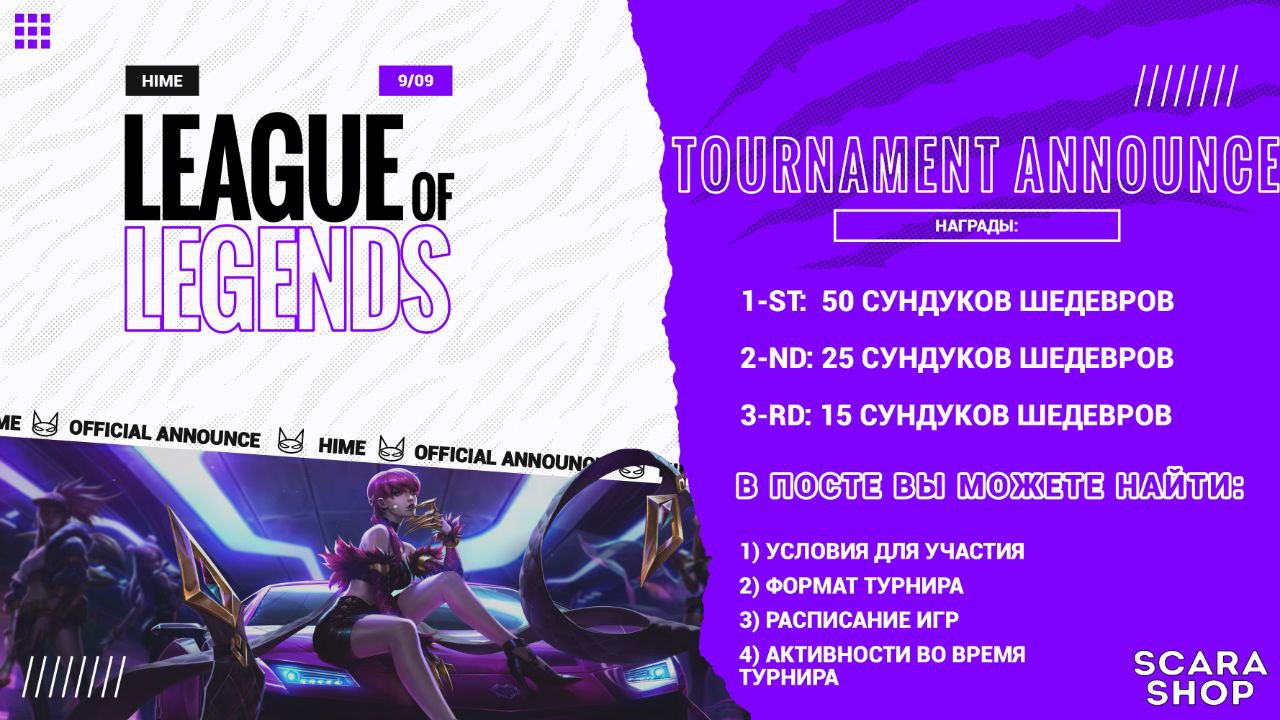 HIME
9/09
LEAGUE OF
LEGENDS
ME OFFICIAL ANNOUNCE HIME OFFICIAL ANNOUNC
TOURNAMENT ANNOUNCE
НАГРАДЫ:
1-ST: 50 СУНДУКОВ ШЕДЕВРОВ
2-ND: 25 СУНДУКОВ ШЕДЕВРОВ
3-RD: 15 СУНДУКОВ ШЕДЕВРОВ
В ПОСТЕ ВЫ МОЖЕТЕ НАЙТИ:
1) УСЛОВИЯ ДЛЯ УЧАСТИЯ
2) ФОРМАТ ТУРНИРА
3) РАСПИСАНИЕ ИГР
4) АКТИВНОСТИ ВО ВРЕМЯ
ТУРНИРА
SCARA
SHOP